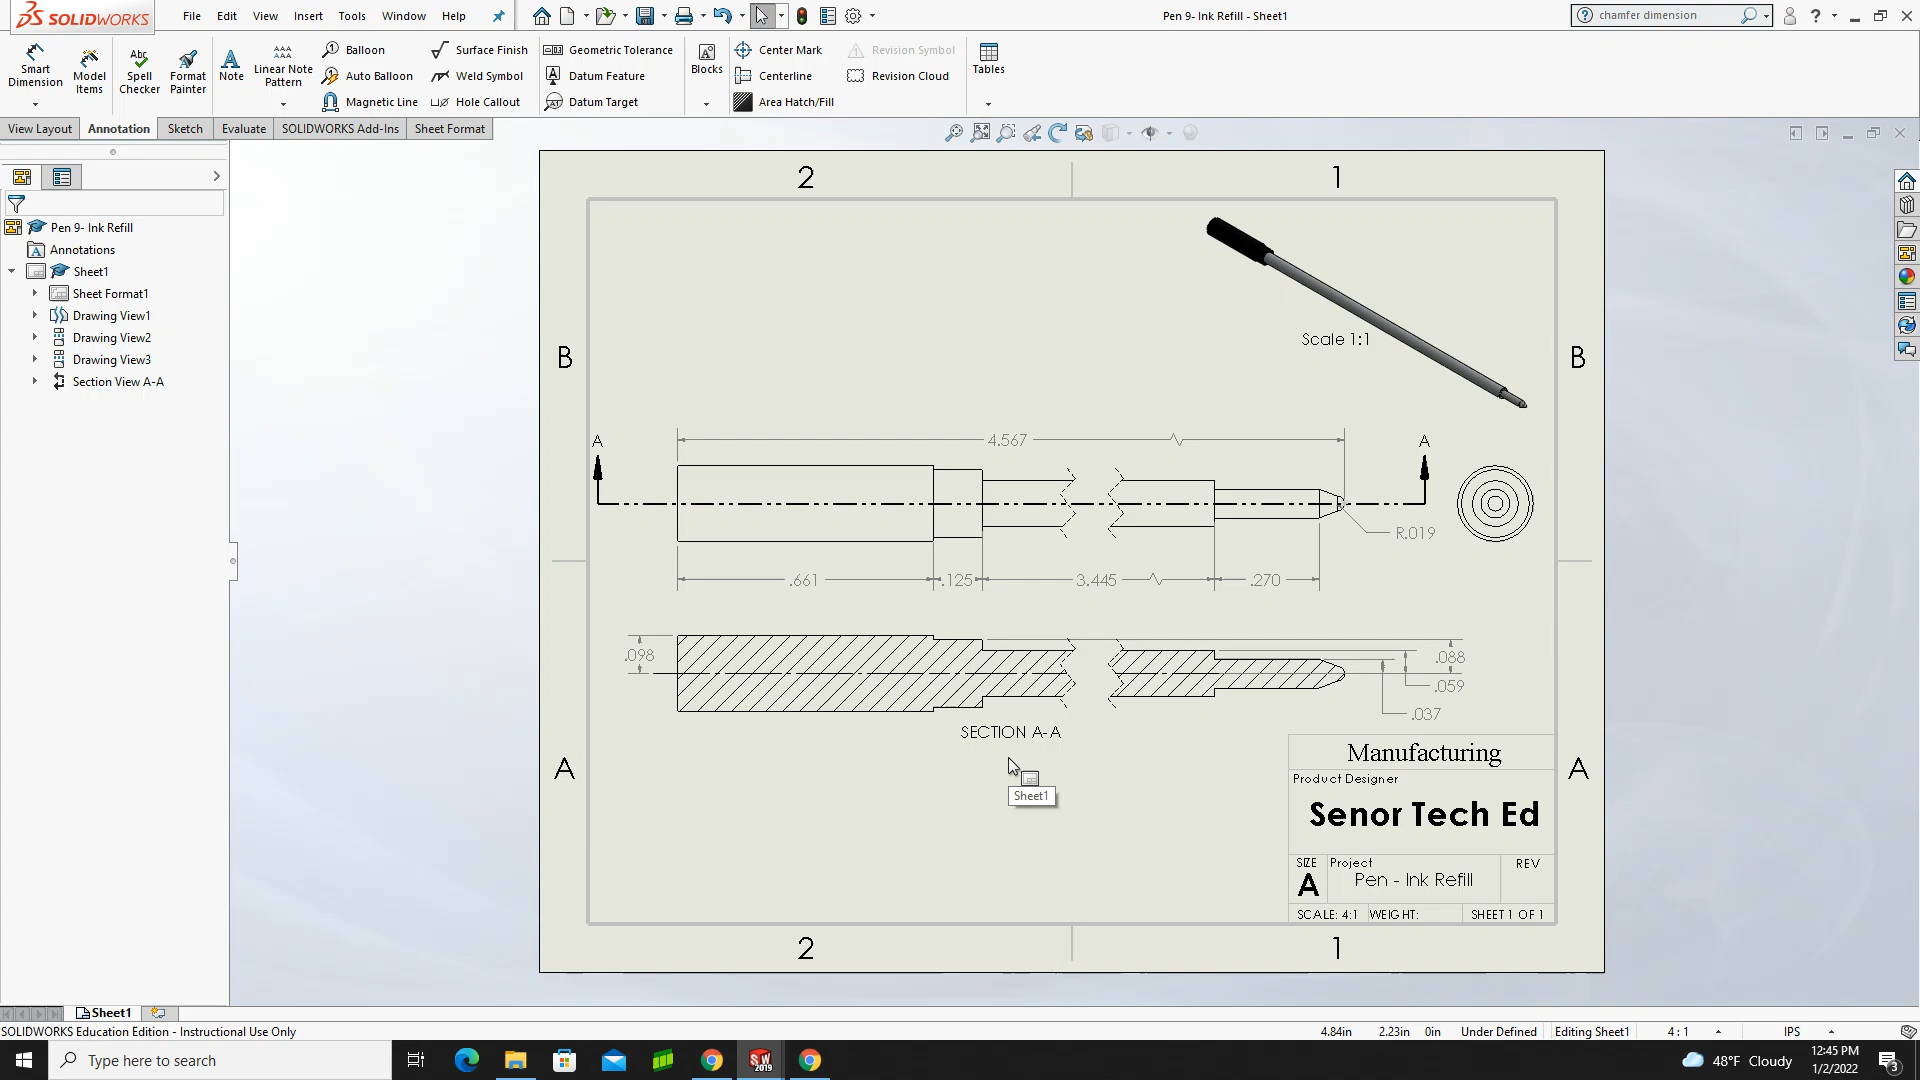 SOLIDWORKS File Edit View Insert Tools Window Help Pen 9- Ink Refill - Sheet1 chamfer dimension
Smart Dimension
Model Items
Spell Checker
Format Painter
Note
Linear Note Pattern
Balloon
Auto Balloon
Magnetic Line
Surface Finish
Weld Symbol
Hole Callout
Geometric Tolerance
Datum Feature
Datum Target
Blocks
Center Mark
Centerline
Area Hatch/Fill
Revision Symbol
Revision Cloud
Tables
View Layout Annotation Sketch Evaluate SOLIDWORKS Add-Ins Sheet Format
Pen 9- Ink Refill
Annotations
Sheet1
Sheet Format1
Drawing View1
Drawing View2
Drawing View3
Section View A-A
2 1
Scale 1:1
B B
A 4.567 A
R.019
.661 .125 3.445 .270
.098 .088
.059
.037
SECTION A-A
A A
Sheet1
Manufacturing
Product Designer
Senor Tech Ed
SIZE Project REV
A Pen - Ink Refill
SCALE: 4:1 WEIGHT: SHEET 1 OF 1
2 1
Sheet1
SOLIDWORKS Education Edition - Instructional Use Only 4.84in 2.23in 0in Under Defined Editing Sheet1 4 : 1 IPS
Type here to search 48°F Cloudy 12:45 PM
1/2/2022